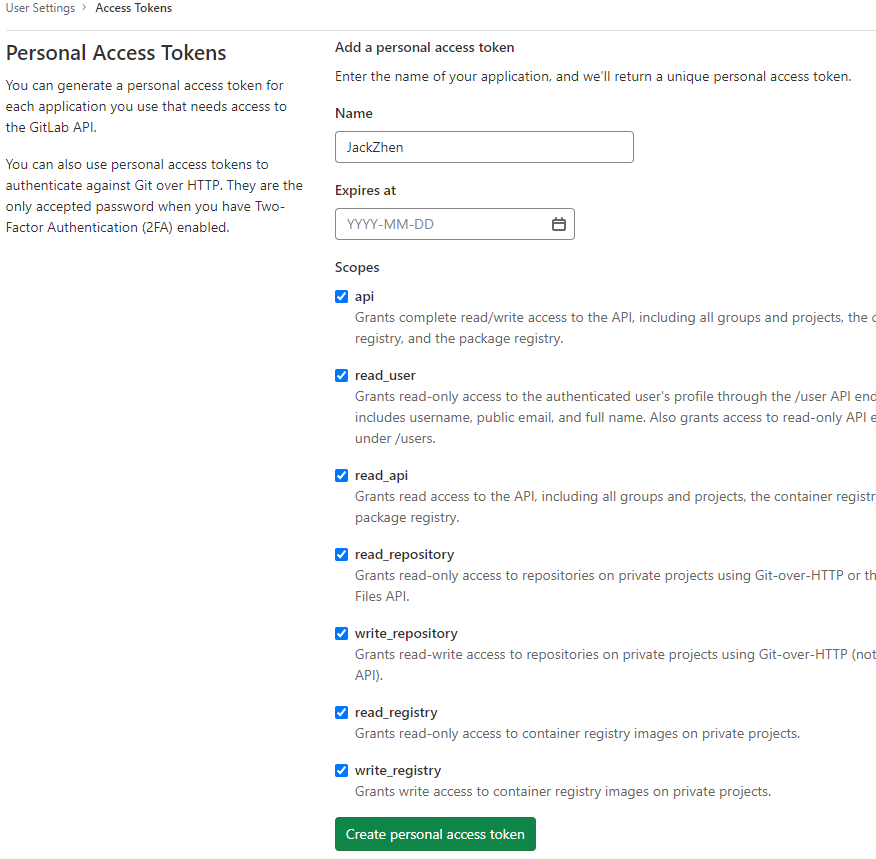 User Settings > Access Tokens
Personal Access Tokens
You can generate a personal access token for
each application you use that needs access to
the GitLab API.
You can also use personal access tokens to
authenticate against Git over HTTP. They are the
only accepted password when you have Two-
Factor Authentication (2FA) enabled.
Add a personal access token
Enter the name of your application, and we'll return a unique personal access token.
Name
JackZhen
Expires at
YYYY-MM-DD
Scopes
api
Grants complete read/write access to the API, including all groups and projects, the
registry, and the package registry.
read_user
Grants read-only access to the authenticated user's profile through the /user API
includes username, public email, and full name. Also grants access to read-only API
under /users.
read_api
Grants read access to the API, including all groups and projects, the container
package registry.
read_repository
Grants read-only access to repositories on private projects using Git-over-HTTP or
Files API.
write_repository
Grants read-write access to repositories on private projects using Git-over-HTTP (not
API).
read_registry
Grants read-only access to container registry images on private projects.
write_registry
Grants write access to container registry images on private projects.
Create personal access token